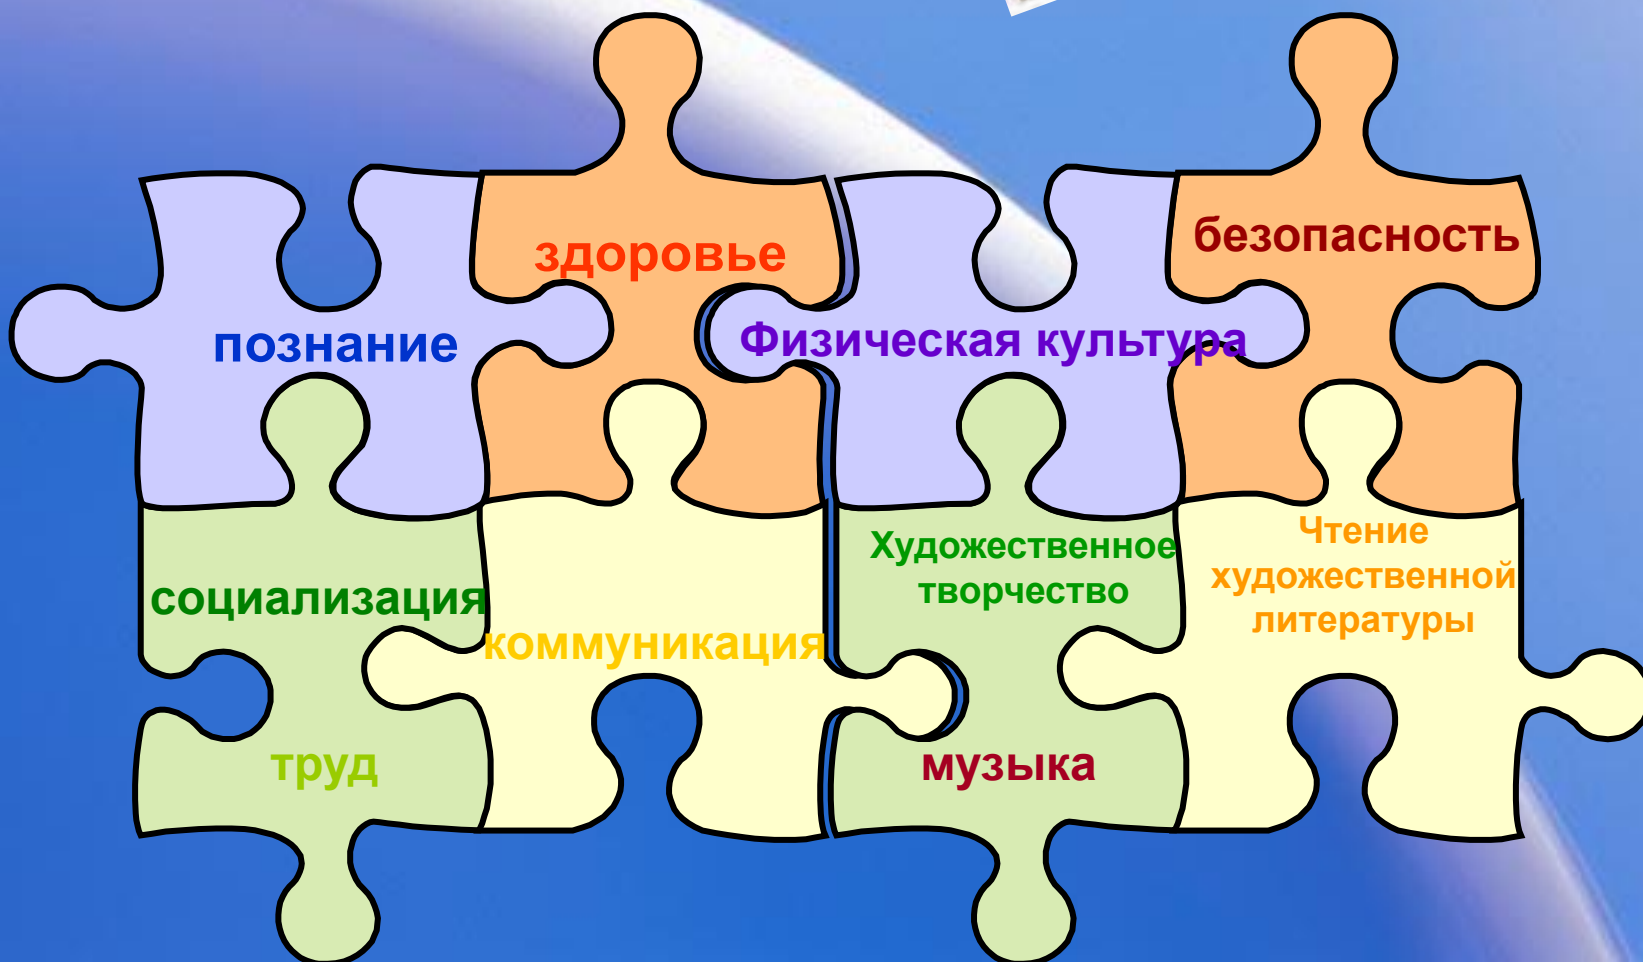 здоровье
безопасность
познание
Физическая культура
социализация
коммуникация
Художественное
творчество
Чтение
художественной
литературы
труд
музыка